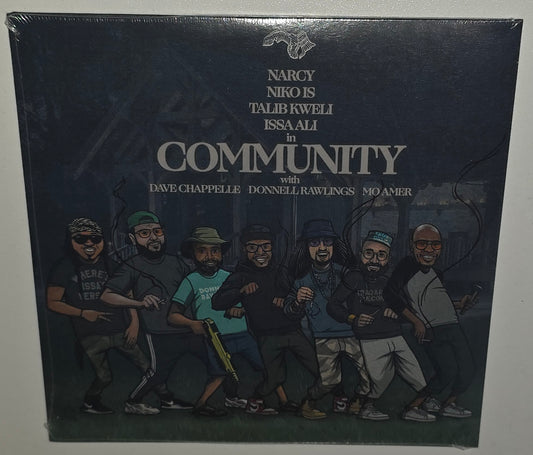 NARCY
NIKO IS
TALIB KWELI
ISSA ALI
in
COMMUNITY
with
DAVE CHAPPELLE DONNELL RAWLINGS MO AMER